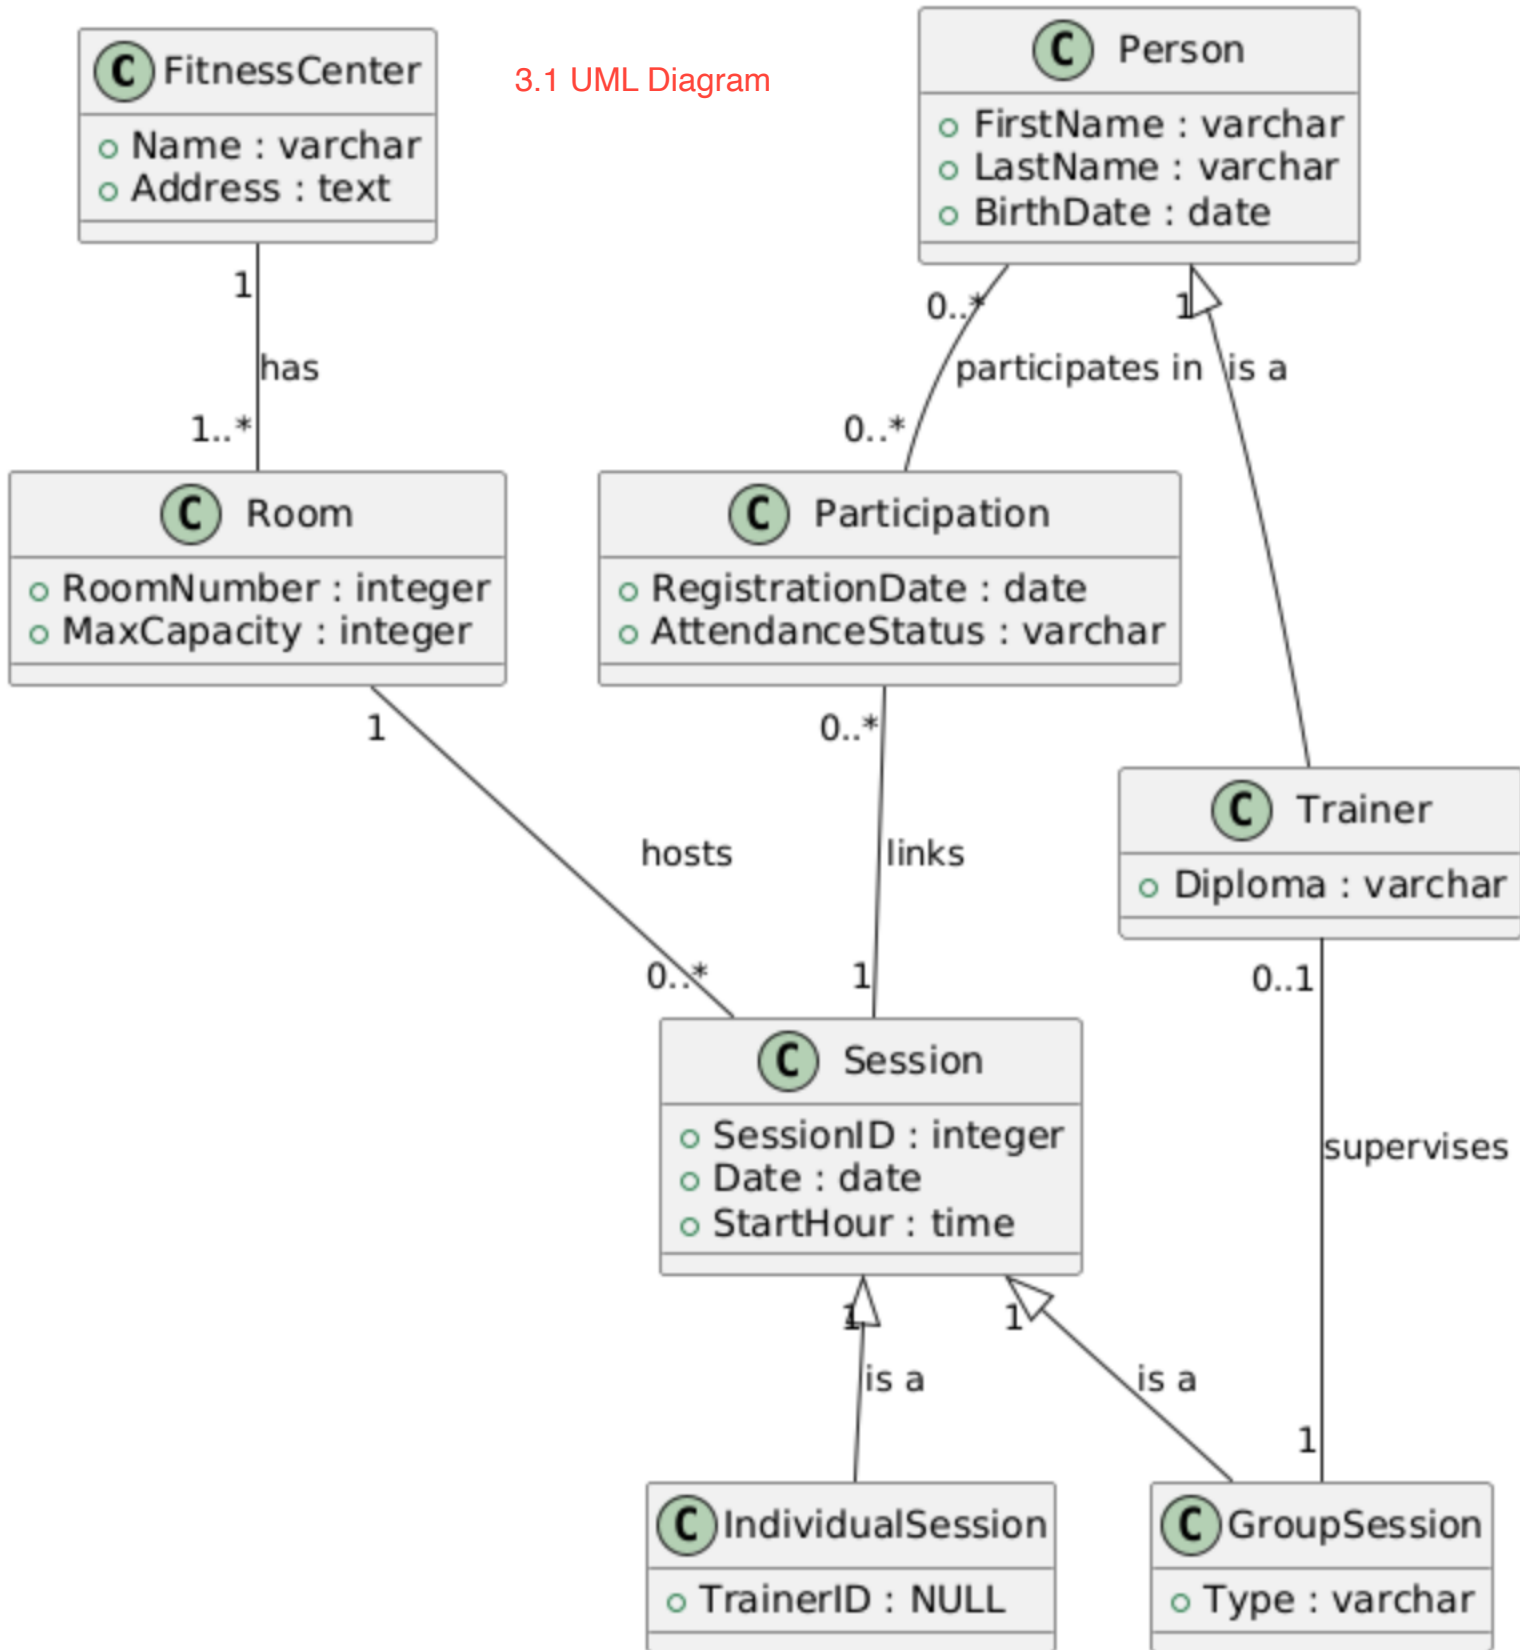 C FitnessCenter
Name : varchar
Address : text
3.1 UML Diagram
C Person
FirstName : varchar
LastName : varchar
BirthDate : date
1
has
1..*
0..*
participates in
0..*
1
is a
C Room
RoomNumber : integer
MaxCapacity : integer
C Participation
RegistrationDate : date
AttendanceStatus : varchar
1
hosts
0..*
0..*
links
1
C Trainer
Diploma : varchar
0..1
supervises
1
C Session
SessionID : integer
Date : date
StartHour : time
1
is a
1
is a
C IndividualSession
TrainerID : NULL
C GroupSession
Type : varchar